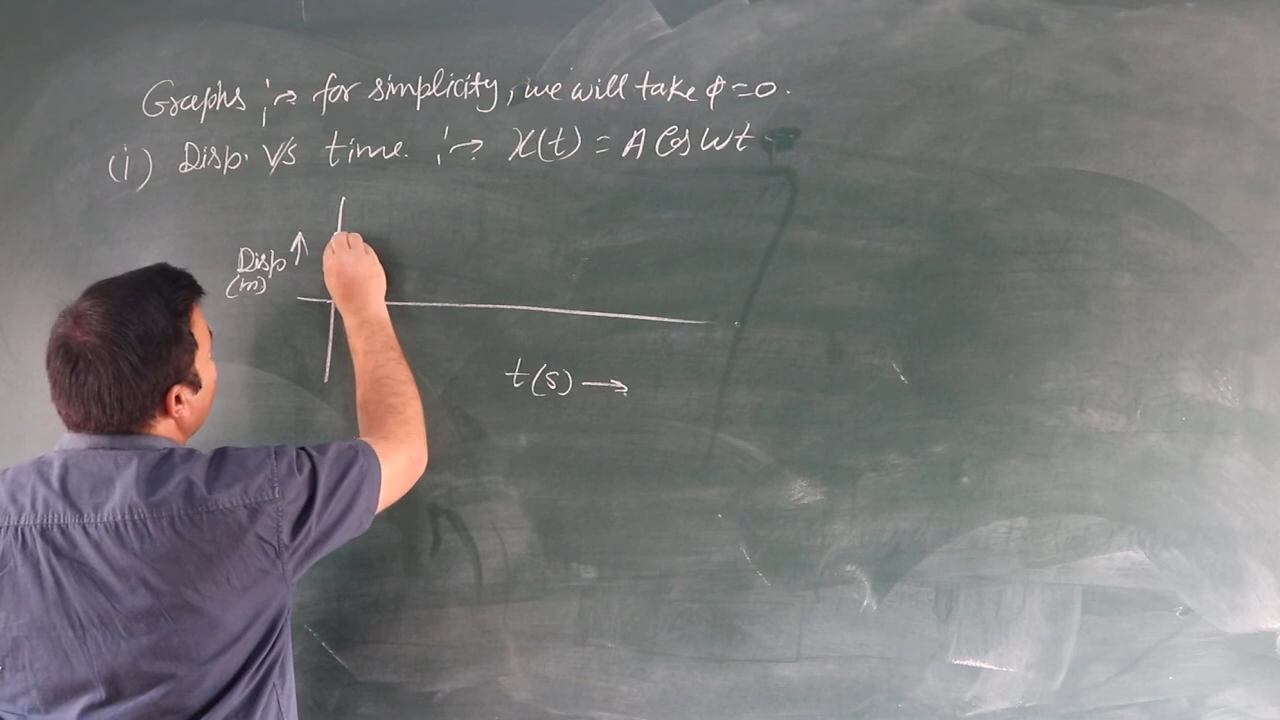 Graphs :→ for simplicity, we will take ϕ = 0.
(i) Disp. V/s time. :→ x(t) = A Cos ωt
Disp ↑
(m)
t(s) →